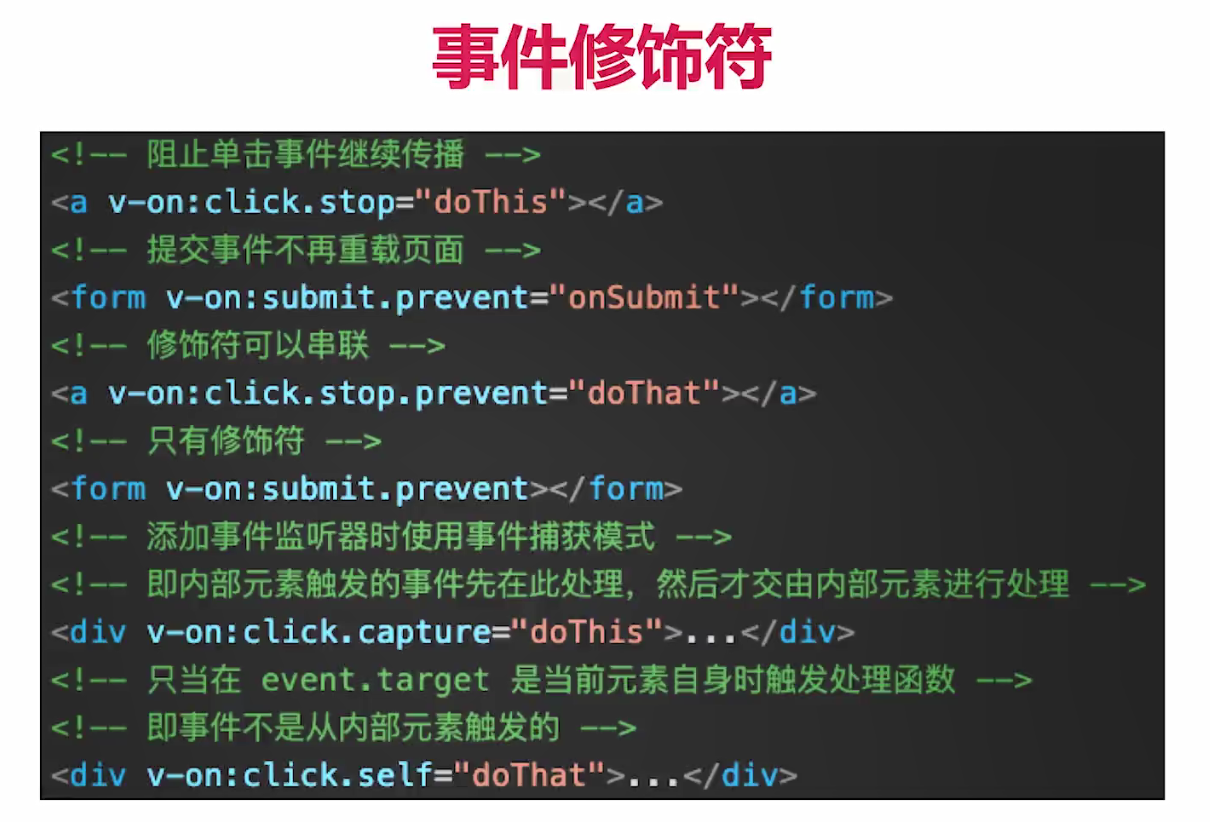 事件修饰符
<!-- 阻止单击事件继续传播 -->
<a v-on:click.stop="doThis"></a>
<!-- 提交事件不再重载页面 -->
<form v-on:submit.prevent="onSubmit"></form>
<!-- 修饰符可以串联 -->
<a v-on:click.stop.prevent="doThat"></a>
<!-- 只有修饰符 -->
<form v-on:submit.prevent></form>
<!-- 添加事件监听器时使用事件捕获模式 -->
<!-- 即内部元素触发的事件先在此处理，然后才交由内部元素进行处理 -->
<div v-on:click.capture="doThis">...</div>
<!-- 只当在 event.target 是当前元素自身时触发处理函数 -->
<!-- 即事件不是从内部元素触发的 -->
<div v-on:click.self="doThat">...</div>